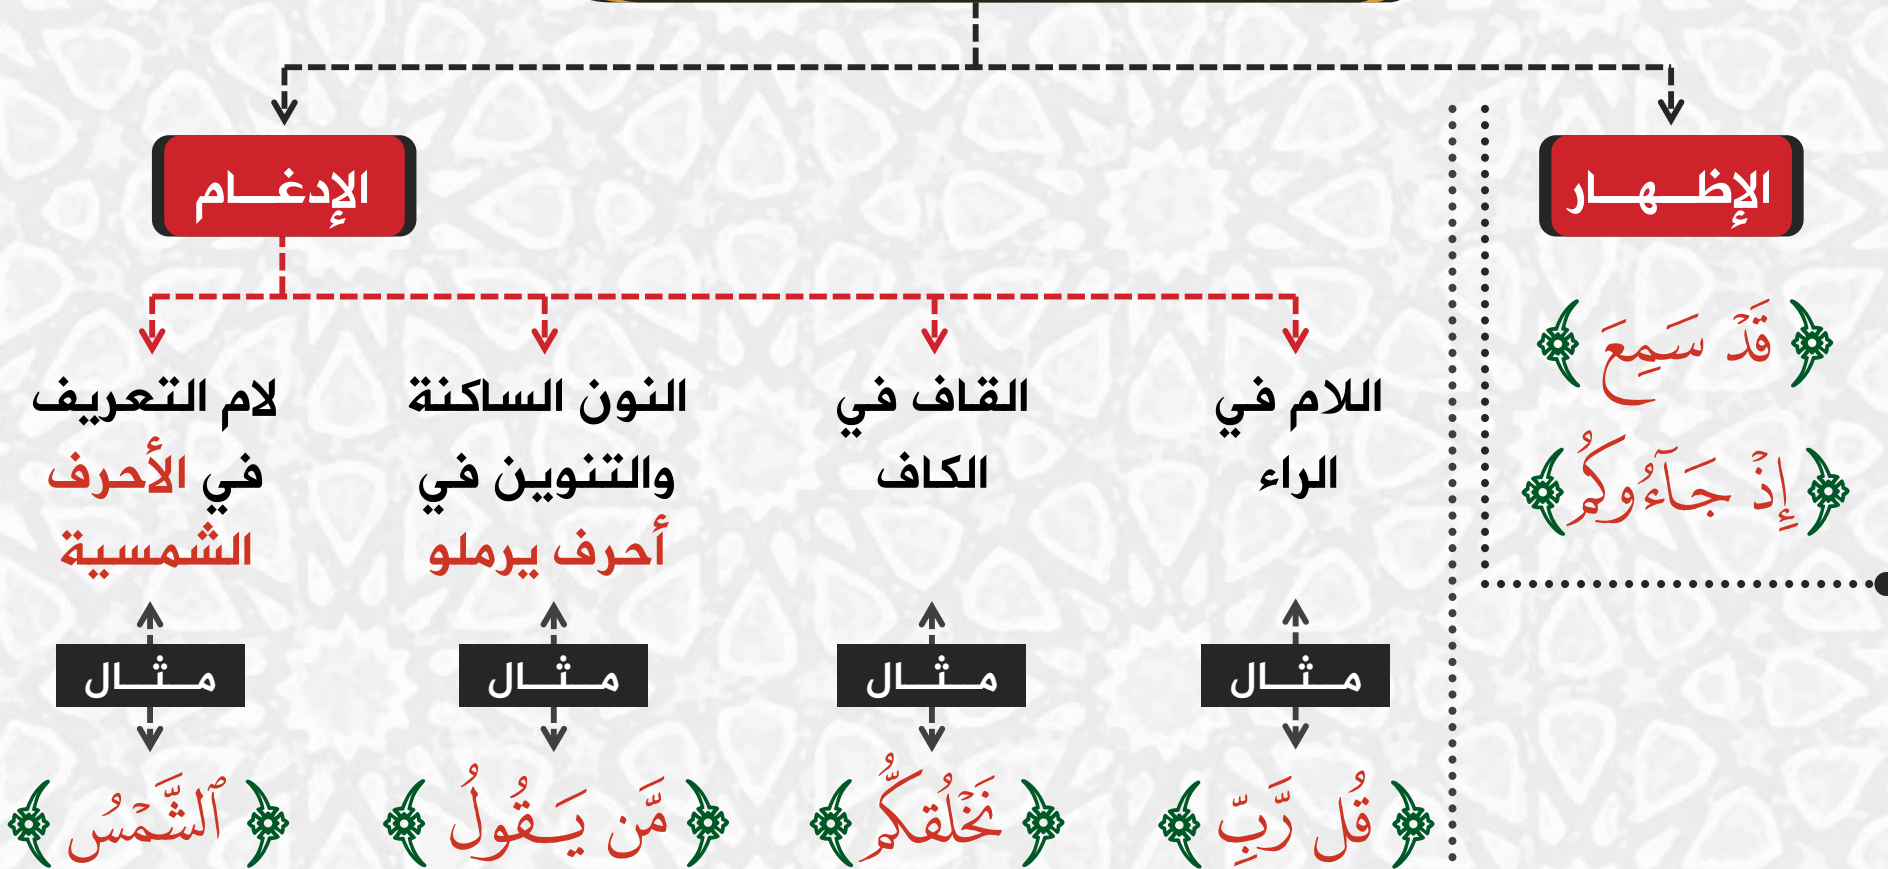 الإظهار
﴿ قَدْ سَمِعَ ﴾
﴿ إِذْ جَآءُوكُم ﴾
الإدغام
اللام في
الراء
مثال
﴿ قُل رَّبِّ ﴾
القاف في
الكاف
مثال
﴿ نَخْلُقكُّم ﴾
النون الساكنة
والتنوين في
أحرف يرملو
مثال
﴿ مَّن يَقُولُ ﴾
لام التعريف
في الأحرف
الشمسية
مثال
﴿ ٱلشَّمْسُ ﴾